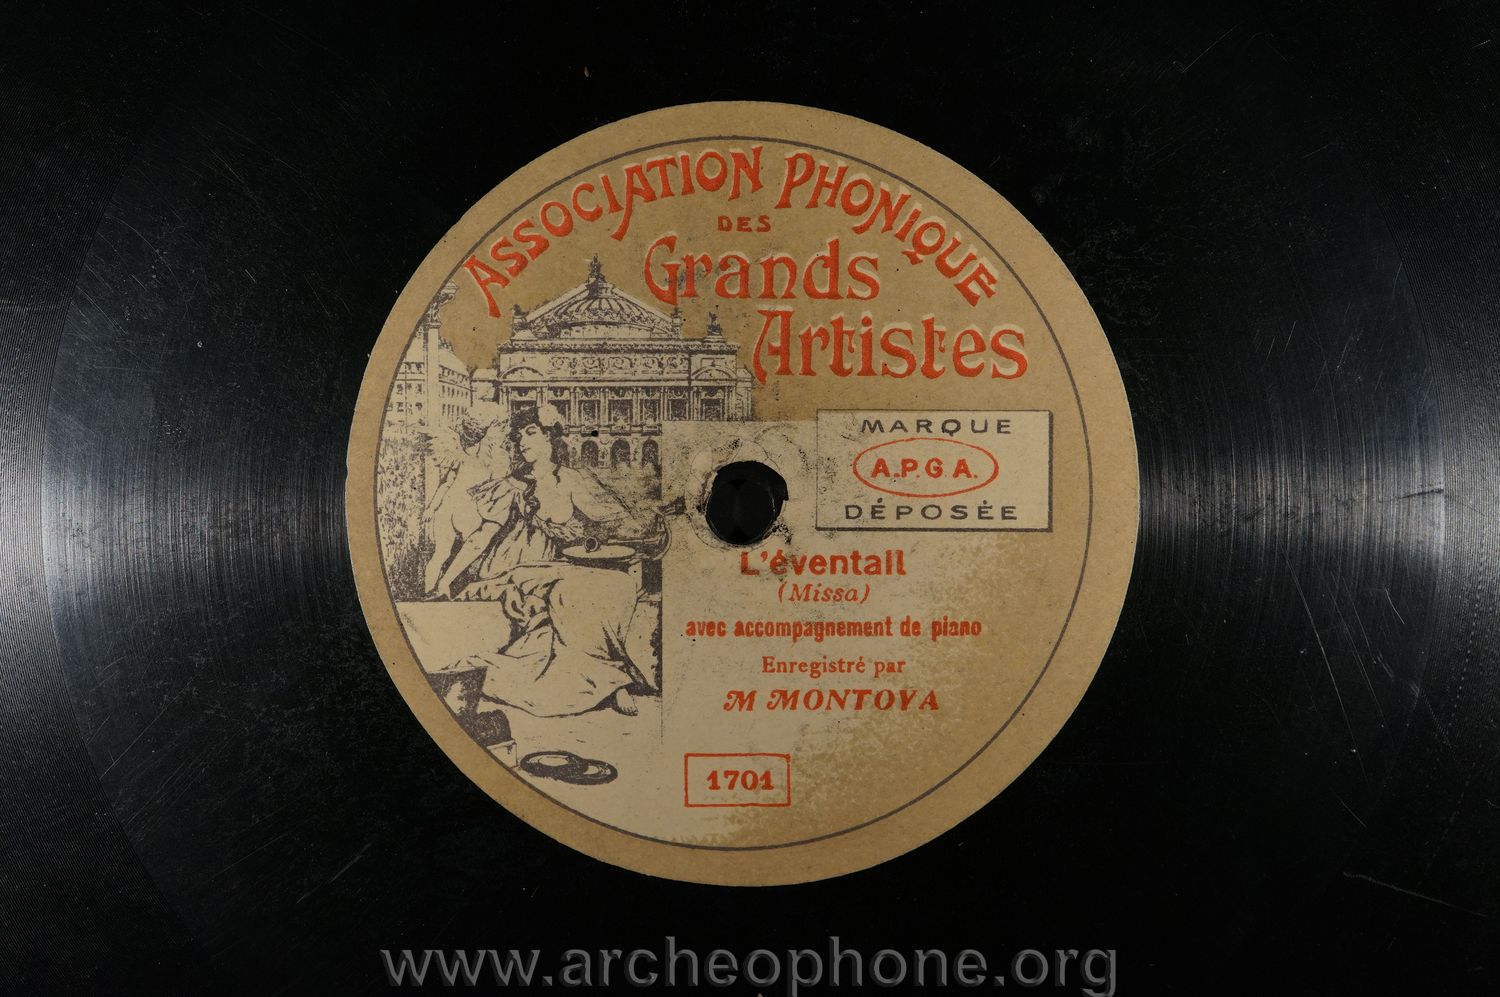 ASSOCIATION PHONIQUE
DES
Grands
Artistes
MARQUE
A.P.G.A.
DÉPOSÉE
L'éventail
(Missa)
avec accompagnement de piano
Enregistré par
M MONTOYA
1701
www.archeophone.org